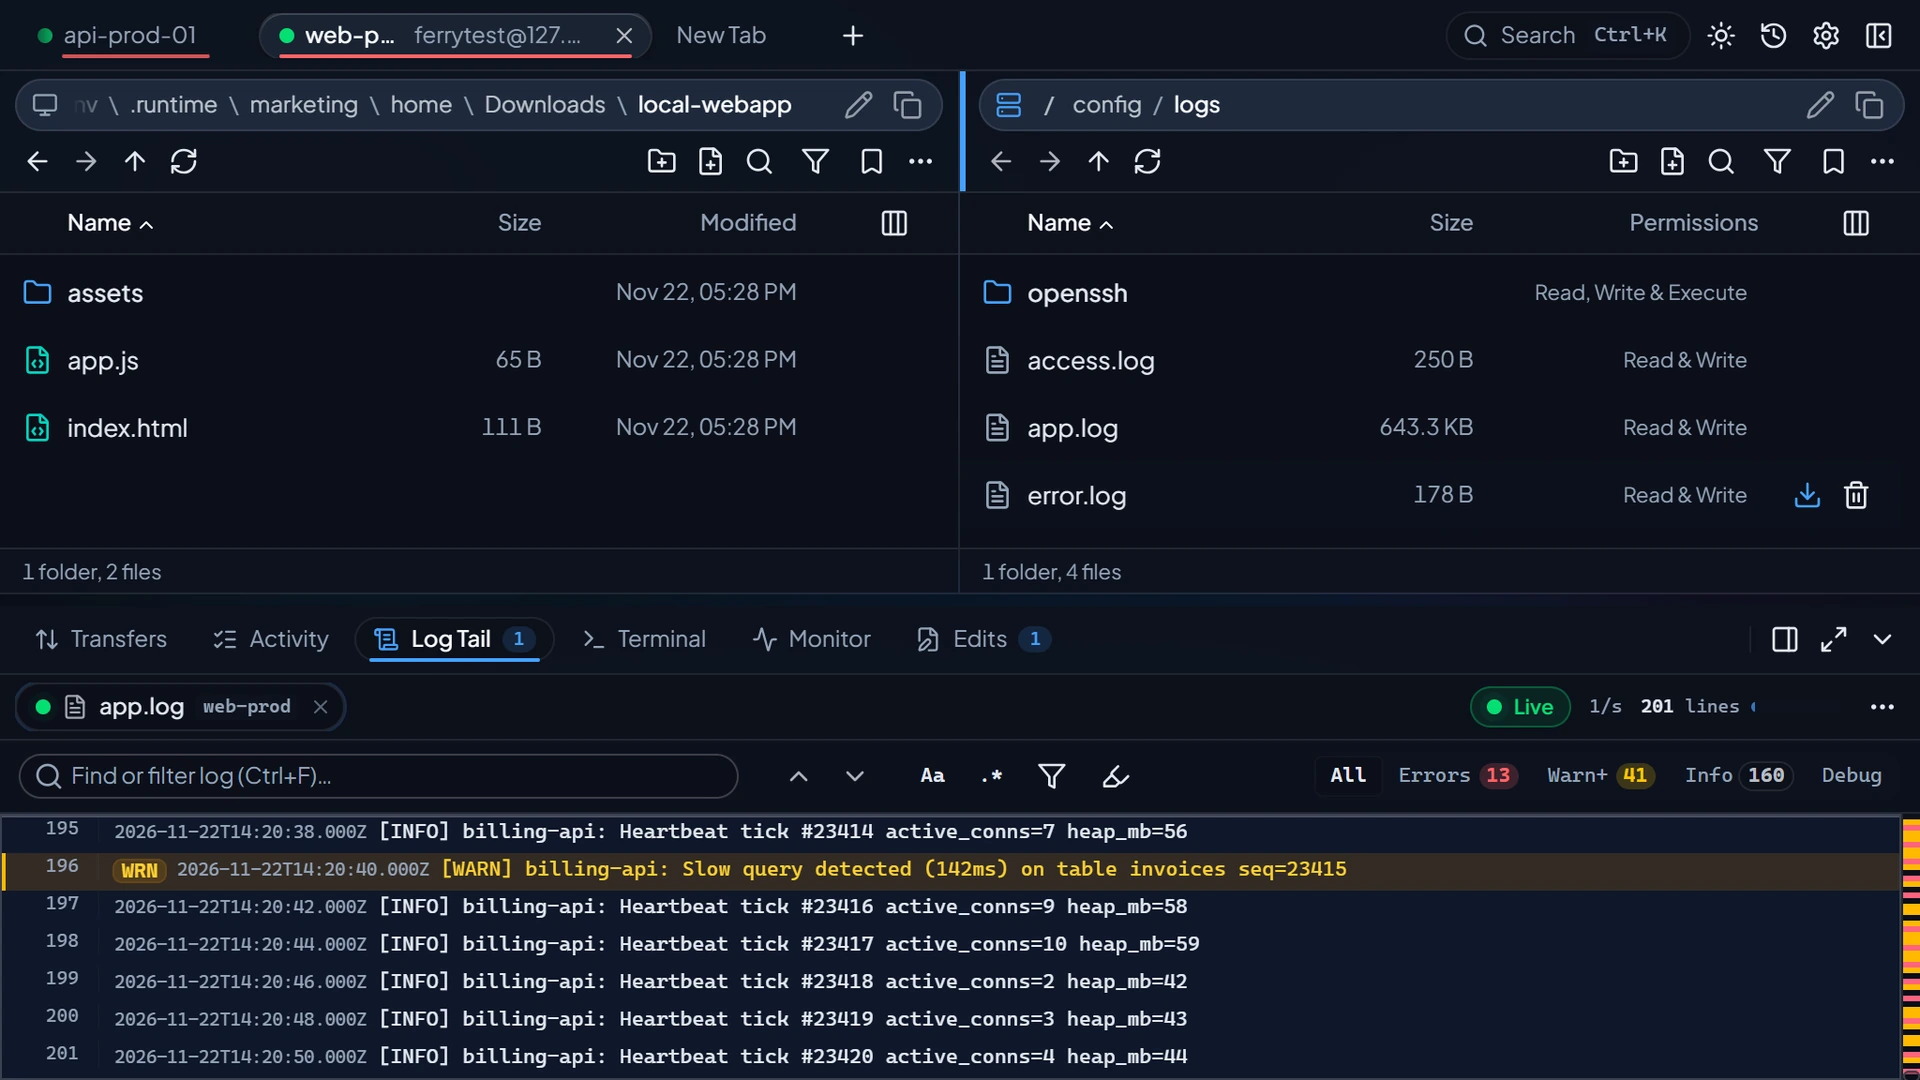 api-prod-01 web-p... ferrytest@127.... New Tab Search Ctrl+K
\ .runtime \ marketing \ home \ Downloads \ local-webapp
/ config / logs
Name Size Modified
assets Nov 22, 05:28 PM
app.js 65 B Nov 22, 05:28 PM
index.html 111 B Nov 22, 05:28 PM
1 folder, 2 files
Name Size Permissions
openssh Read, Write & Execute
access.log 250 B Read & Write
app.log 643.3 KB Read & Write
error.log 178 B Read & Write
1 folder, 4 files
Transfers Activity Log Tail 1 Terminal Monitor Edits 1
app.log web-prod Live 1/s 201 lines
Find or filter log (Ctrl+F)... Aa .* All Errors 13 Warn+ 41 Info 160 Debug
195 2026-11-22T14:20:38.000Z [INFO] billing-api: Heartbeat tick #23414 active_conns=7 heap_mb=56
196 WRN 2026-11-22T14:20:40.000Z [WARN] billing-api: Slow query detected (142ms) on table invoices seq=23415
197 2026-11-22T14:20:42.000Z [INFO] billing-api: Heartbeat tick #23416 active_conns=9 heap_mb=58
198 2026-11-22T14:20:44.000Z [INFO] billing-api: Heartbeat tick #23417 active_conns=10 heap_mb=59
199 2026-11-22T14:20:46.000Z [INFO] billing-api: Heartbeat tick #23418 active_conns=2 heap_mb=42
200 2026-11-22T14:20:48.000Z [INFO] billing-api: Heartbeat tick #23419 active_conns=3 heap_mb=43
201 2026-11-22T14:20:50.000Z [INFO] billing-api: Heartbeat tick #23420 active_conns=4 heap_mb=44